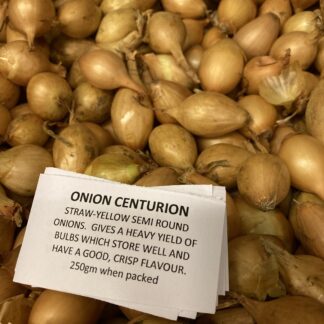 ONION CENTURION
STRAW-YELLOW SEMI ROUND
ONIONS. GIVES A HEAVY YIELD OF
BULBS WHICH STORE WELL AND
HAVE A GOOD, CRISP FLAVOUR.
250gm when packed